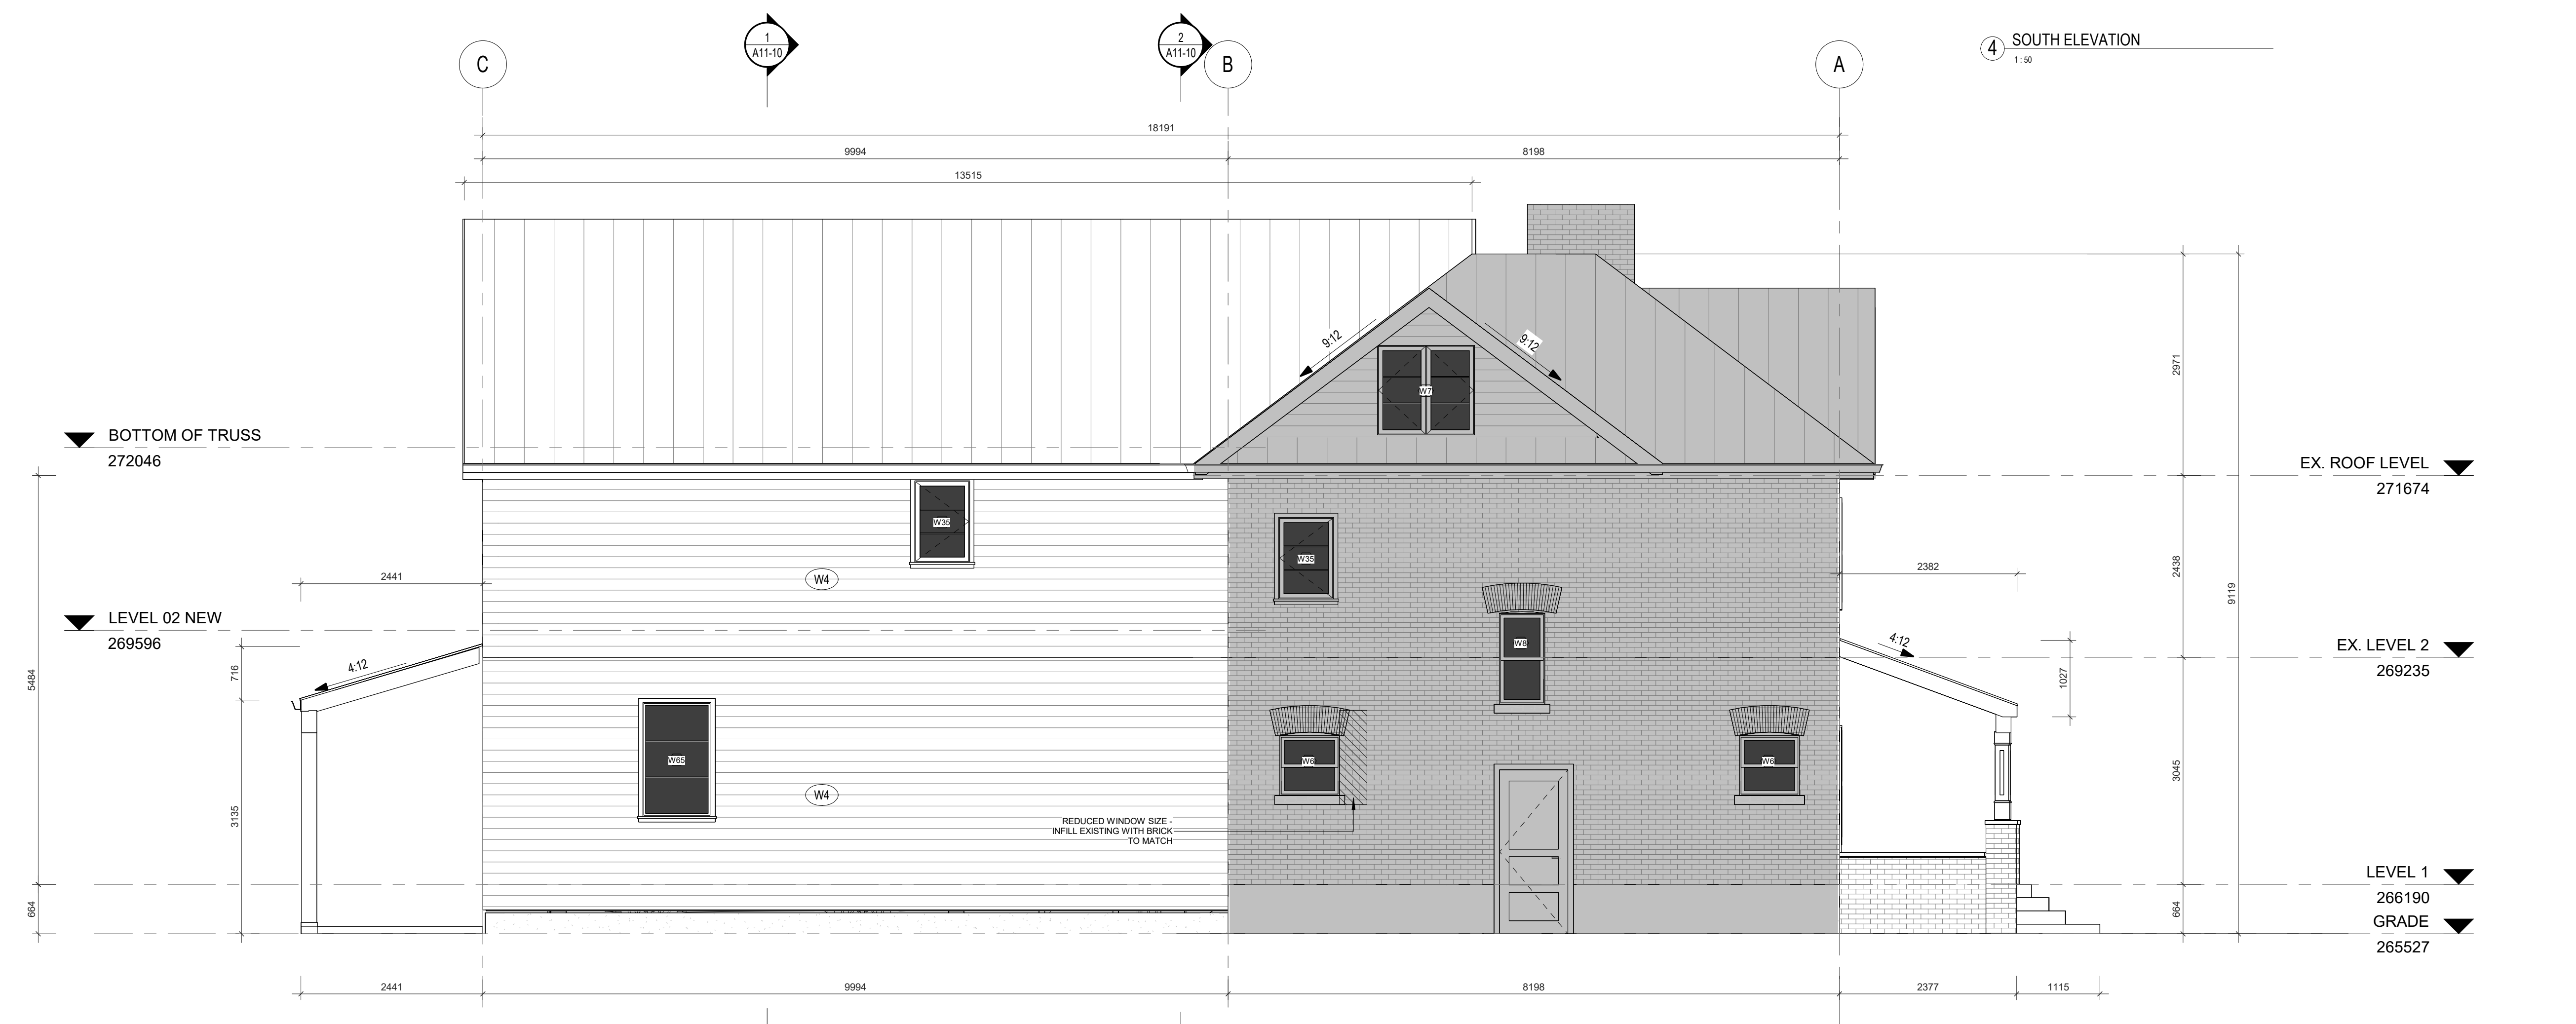 1
A11-10
2
A11-10
C
B
A
4
SOUTH ELEVATION
1 : 50
18191
9994
8198
13515
9:12
9:12
W7
2971
BOTTOM OF TRUSS
272046
EX. ROOF LEVEL
271674
W35
W35
W4
2441
2382
2438
9119
LEVEL 02 NEW
269596
W8
4:12
4:12
EX. LEVEL 2
269235
716
1027
5484
W65
W6
W6
3045
W4
3135
REDUCED WINDOW SIZE -
INFILL EXISTING WITH BRICK
TO MATCH
LEVEL 1
266190
664
664
GRADE
265527
2441
9994
8198
2377
1115